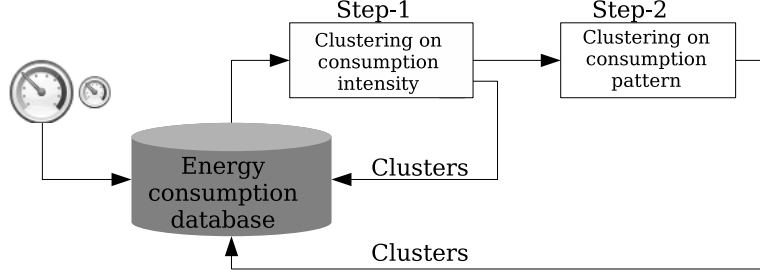 Step-1
Step-2
Clustering on
consumption
intensity
Clustering on
consumption
pattern
Energy
consumption
database
Clusters
Clusters